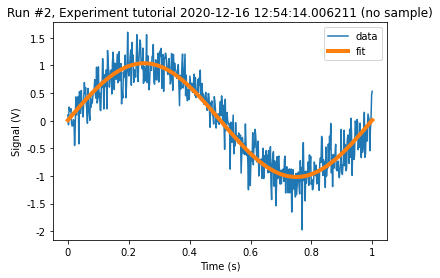 Run #2, Experiment tutorial 2020-12-16 12:54:14.006211 (no sample)
data
fit
Signal (V)
1.5
1
0.5
0
-0.5
-1
-1.5
-2
0
0.2
0.4
0.6
0.8
1
Time (s)